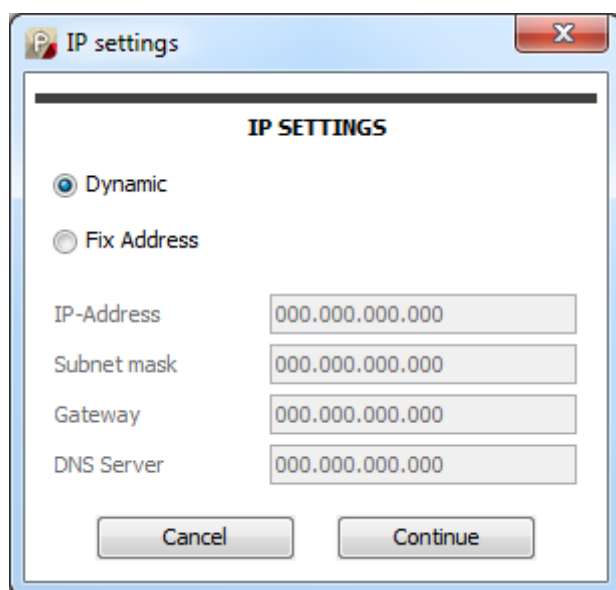 IP settings
IP SETTINGS
Dynamic
Fix Address
IP-Address 000.000.000.000
Subnet mask 000.000.000.000
Gateway 000.000.000.000
DNS Server 000.000.000.000
Cancel Continue